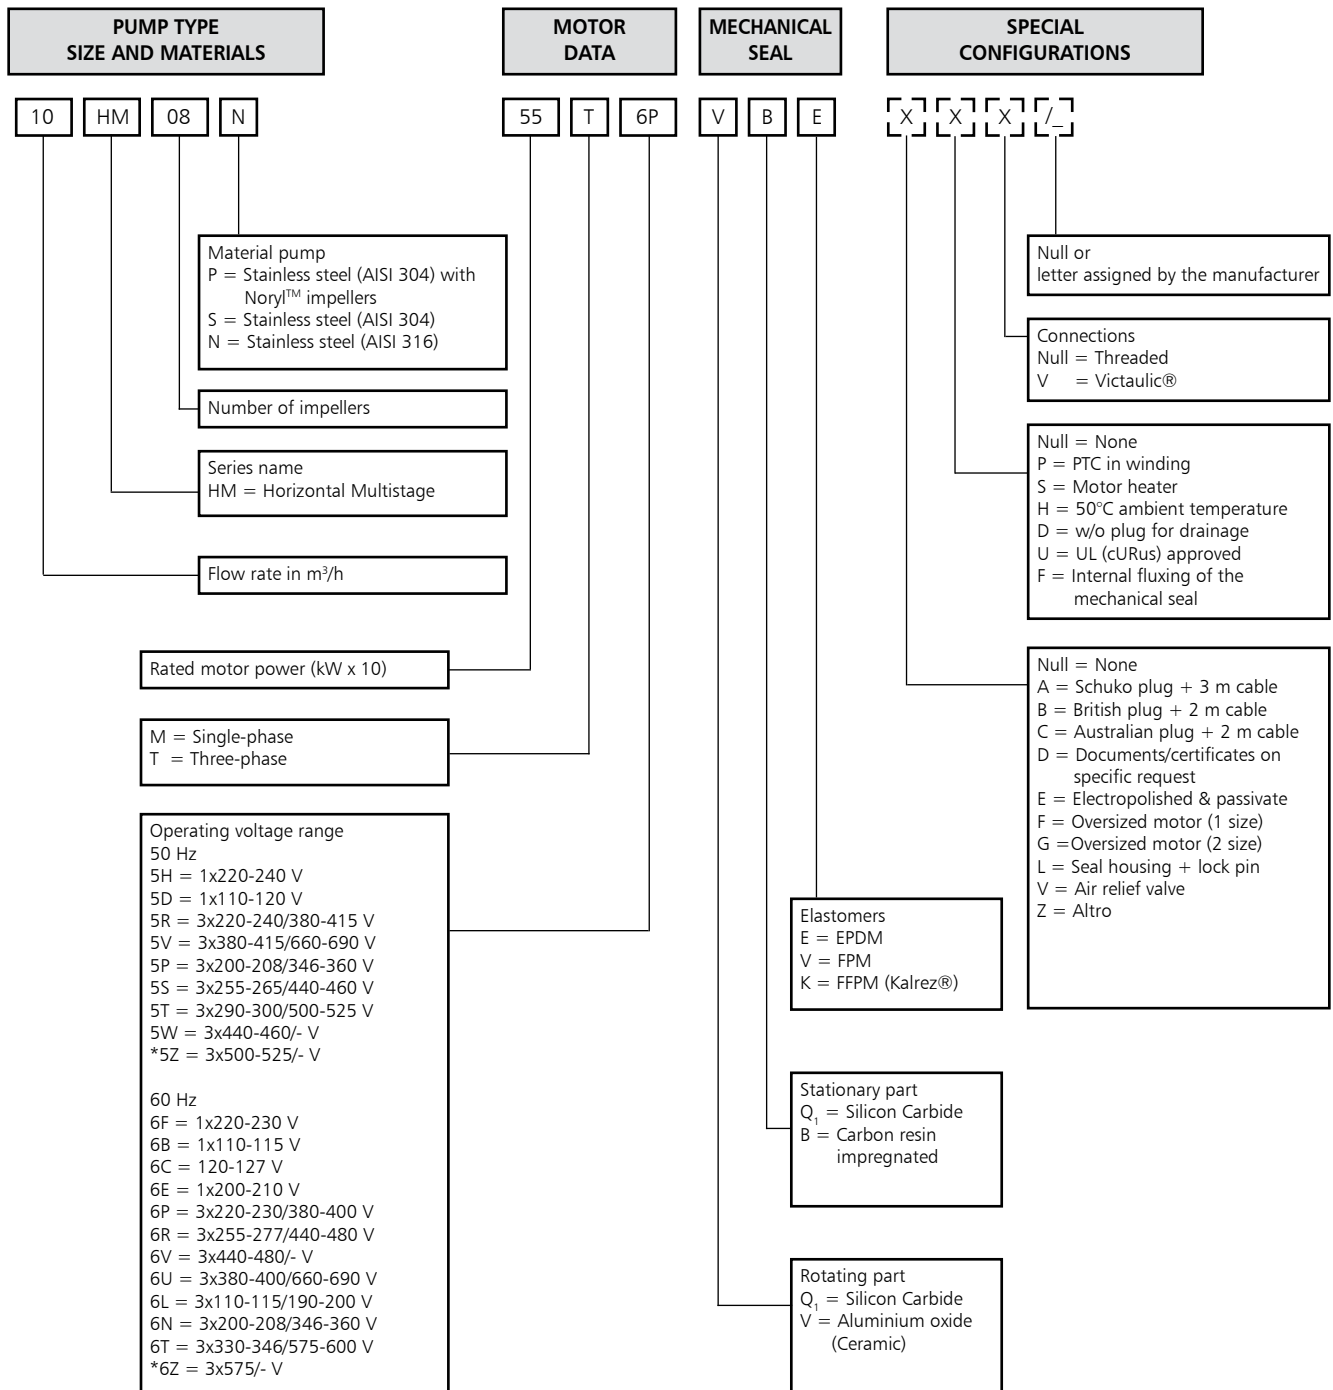 PUMP TYPE
SIZE AND MATERIALS
MOTOR
DATA
MECHANICAL
SEAL
SPECIAL
CONFIGURATIONS
10 HM 08 N 55 T 6P V B E X X X /_
Material pump
P = Stainless steel (AISI 304) with
Noryl™ impellers
S = Stainless steel (AISI 304)
N = Stainless steel (AISI 316)
Number of impellers
Series name
HM = Horizontal Multistage
Flow rate in m³/h
Rated motor power (kW x 10)
M = Single-phase
T = Three-phase
Operating voltage range
50 Hz
5H = 1x220-240 V
5D = 1x110-120 V
5R = 3x220-240/380-415 V
5V = 3x380-415/660-690 V
5P = 3x200-208/346-360 V
5S = 3x255-265/440-460 V
5T = 3x290-300/500-525 V
5W = 3x440-460/- V
*5Z = 3x500-525/- V
60 Hz
6F = 1x220-230 V
6B = 1x110-115 V
6C = 120-127 V
6E = 1x200-210 V
6P = 3x220-230/380-400 V
6R = 3x255-277/440-480 V
6V = 3x440-480/- V
6U = 3x380-400/660-690 V
6L = 3x110-115/190-200 V
6N = 3x200-208/346-360 V
6T = 3x330-346/575-600 V
*6Z = 3x575/- V
Elastomers
E = EPDM
V = FPM
K = FFPM (Kalrez®)
Stationary part
Q₁ = Silicon Carbide
B = Carbon resin
impregnated
Rotating part
Q₁ = Silicon Carbide
V = Aluminium oxide
(Ceramic)
Null or
letter assigned by the manufacturer
Connections
Null = Threaded
V = Victaulic®
Null = None
P = PTC in winding
S = Motor heater
H = 50°C ambient temperature
D = w/o plug for drainage
U = UL (cURus) approved
F = Internal fluxing of the
mechanical seal
Null = None
A = Schuko plug + 3 m cable
B = British plug + 2 m cable
C = Australian plug + 2 m cable
D = Documents/certificates on
specific request
E = Electropolished & passivate
F = Oversized motor (1 size)
G =Oversized motor (2 size)
L = Seal housing + lock pin
V = Air relief valve
Z = Altro